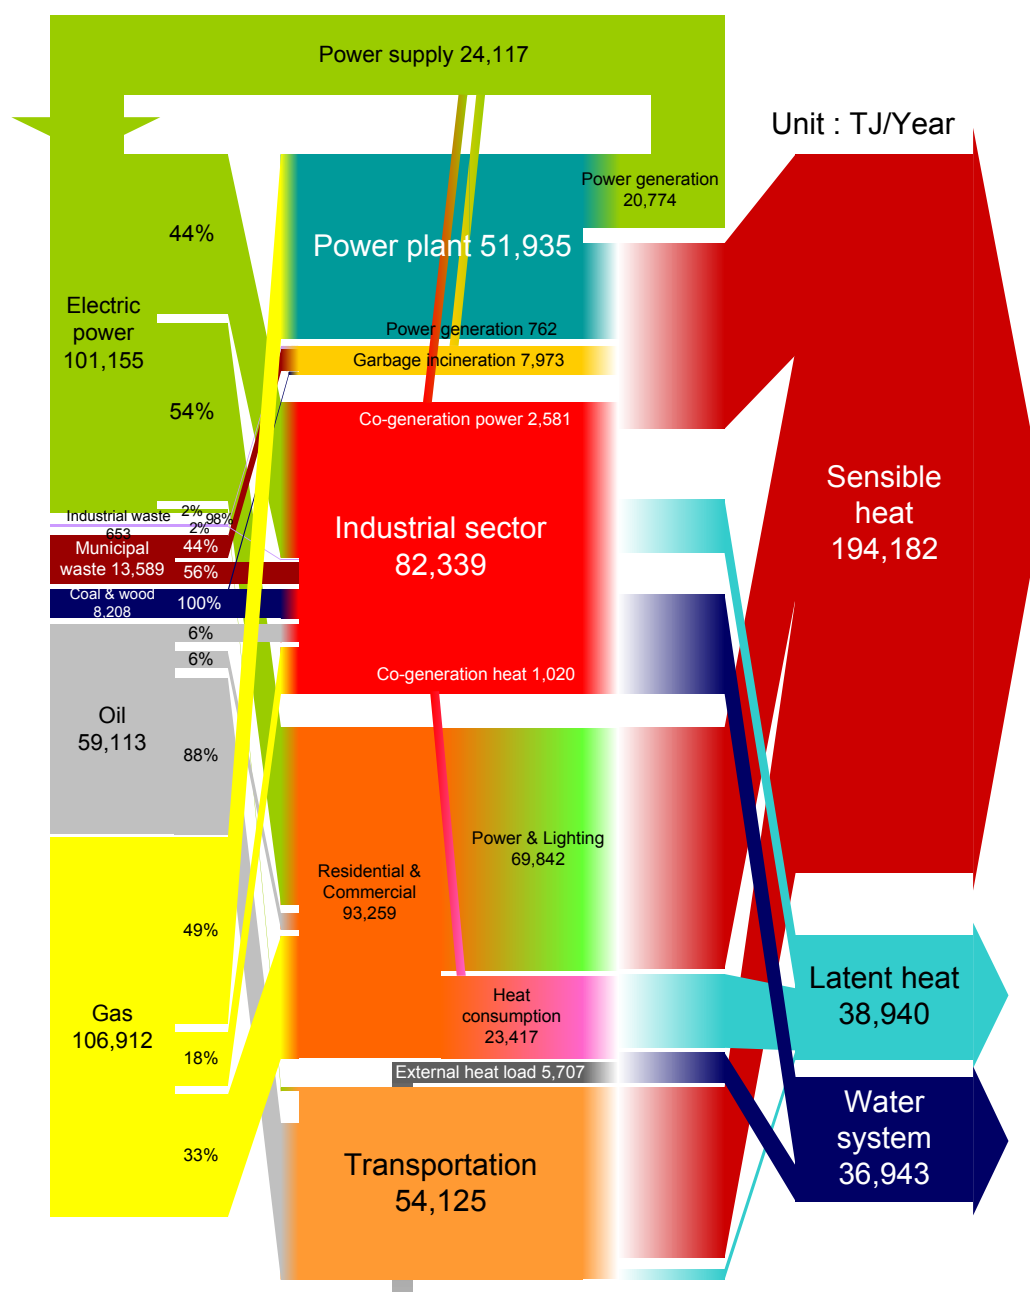 Power supply 24,117
Unit : TJ/Year
Power generation
20,774
44%
Power plant 51,935
Electric
power
101,155
Power generation 762
Garbage incineration 7,973
54%
Co-generation power 2,581
Sensible
heat
194,182
2%
Industrial waste
653
98%
2%
Industrial sector
82,339
Municipal
waste 13,589
44%
56%
Coal & wood
8,208
100%
6%
6%
Co-generation heat 1,020
Oil
59,113
88%
Power & Lighting
69,842
Residential &
Commercial
93,259
49%
Latent heat
38,940
Heat
consumption
23,417
Gas
106,912
18%
External heat load 5,707
Water
system
36,943
33%
Transportation
54,125